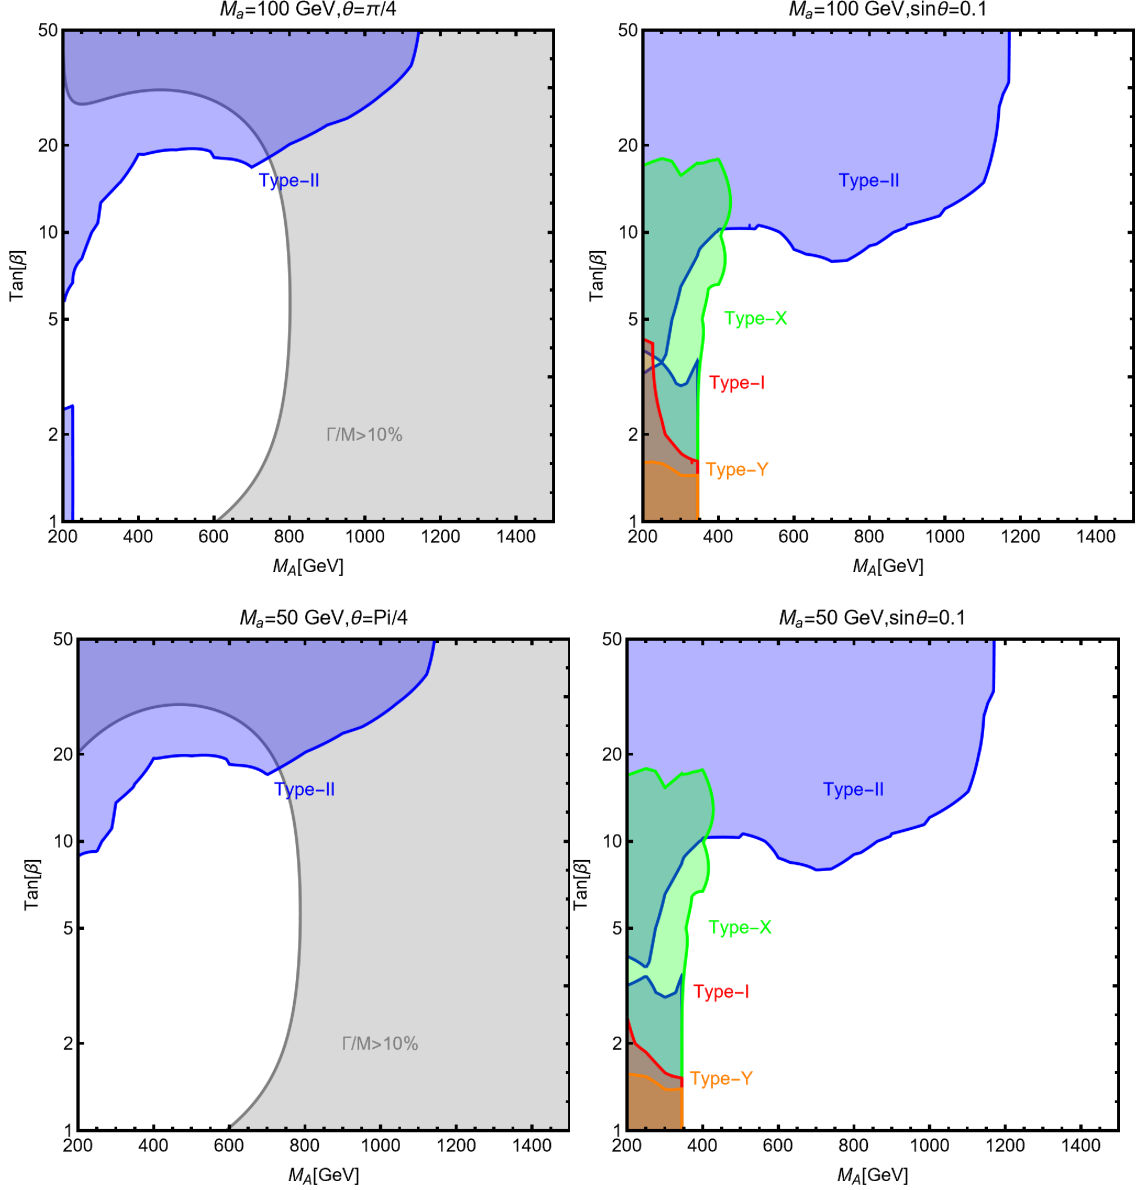 Mₐ=100 GeV,θ=π/4
50
20
10
5
2
1
Tan[β]
Type−II
Γ/M>10%
200 400 600 800 1000 1200 1400
M_A[GeV]
Mₐ=100 GeV,sinθ=0.1
50
20
10
5
2
1
Tan[β]
Type−II
Type−X
Type−I
Type−Y
200 400 600 800 1000 1200 1400
M_A[GeV]
Mₐ=50 GeV,θ=Pi/4
50
20
10
5
2
1
Tan[β]
Type−II
Γ/M>10%
200 400 600 800 1000 1200 1400
M_A[GeV]
Mₐ=50 GeV,sinθ=0.1
50
20
10
5
2
1
Tan[β]
Type−II
Type−X
Type−I
Type−Y
200 400 600 800 1000 1200 1400
M_A[GeV]